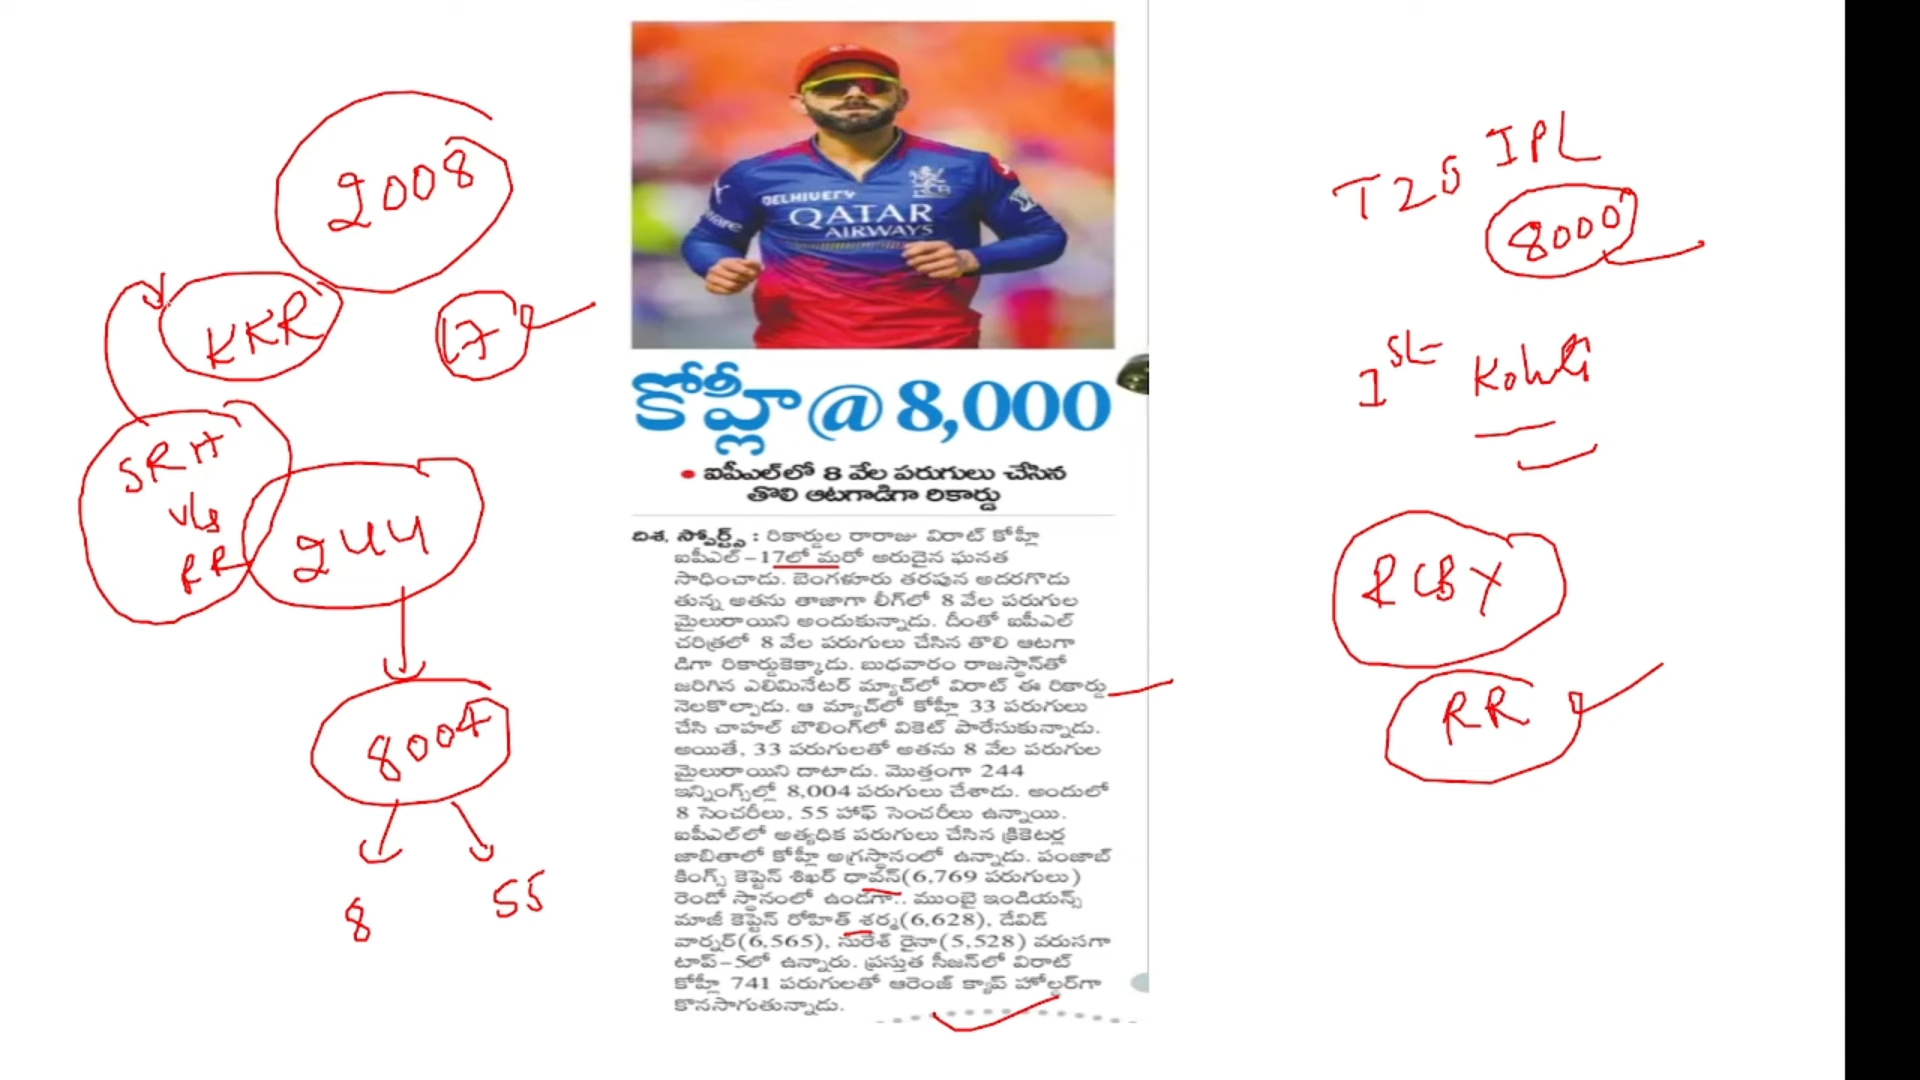 2008
KKR
17
SRH
v/s
RR
244
8004
8
55
DELHIVERY
QATAR
AIRWAYS
కోహ్లీ @ 8,000
• ఐపీఎల్‌లో 8 వేల పరుగులు చేసిన
తొలి ఆటగాడిగా రికార్డు
దిశ, స్పోర్ట్స్ : రికార్డుల రారాజు విరాట్ కోహ్లీ
ఐపీఎల్-17లో మరో అరుదైన ఘనత
సాధించాడు. బెంగళూరు తరపున అదరగొడు
తున్న అతను తాజాగా లీగ్‌లో 8 వేల పరుగుల
మైలురాయిని అందుకున్నాడు. దీంతో ఐపీఎల్
చరిత్రలో 8 వేల పరుగులు చేసిన తొలి ఆటగా
డిగా రికార్డుకెక్కాడు. బుధవారం రాజస్థాన్‌తో
జరిగిన ఎలిమినేటర్ మ్యాచ్‌లో విరాట్ ఈ రికార్డు
నెలకొల్పాడు. ఆ మ్యాచ్‌లో కోహ్లీ 33 పరుగులు
చేసి చాహల్ బౌలింగ్‌లో వికెట్ పారేసుకున్నాడు.
అయితే, 33 పరుగులతో అతను 8 వేల పరుగుల
మైలురాయిని దాటాడు. మొత్తంగా 244
ఇన్నింగ్స్‌ల్లో 8,004 పరుగులు చేశాడు. అందులో
8 సెంచరీలు, 55 హాఫ్ సెంచరీలు ఉన్నాయి.
ఐపీఎల్‌లో అత్యధిక పరుగులు చేసిన క్రికెటర్ల
జాబితాలో కోహ్లీ అగ్రస్థానంలో ఉన్నాడు. పంజాబ్
కింగ్స్ కెప్టెన్ శిఖర్ ధావన్(6,769 పరుగులు)
రెండో స్థానంలో ఉండగా.. ముంబై ఇండియన్స్
మాజీ కెప్టెన్ రోహిత్ శర్మ(6,628), డేవిడ్
వార్నర్(6,565), సురేశ్ రైనా(5,528) వరుసగా
టాప్-5లో ఉన్నారు. ప్రస్తుత సీజన్‌లో విరాట్
కోహ్లీ 741 పరుగులతో ఆరెంజ్ క్యాప్ హోల్డర్‌గా
కొనసాగుతున్నాడు.
T20 IPL
8000
1st Kohli
RCB X
RR